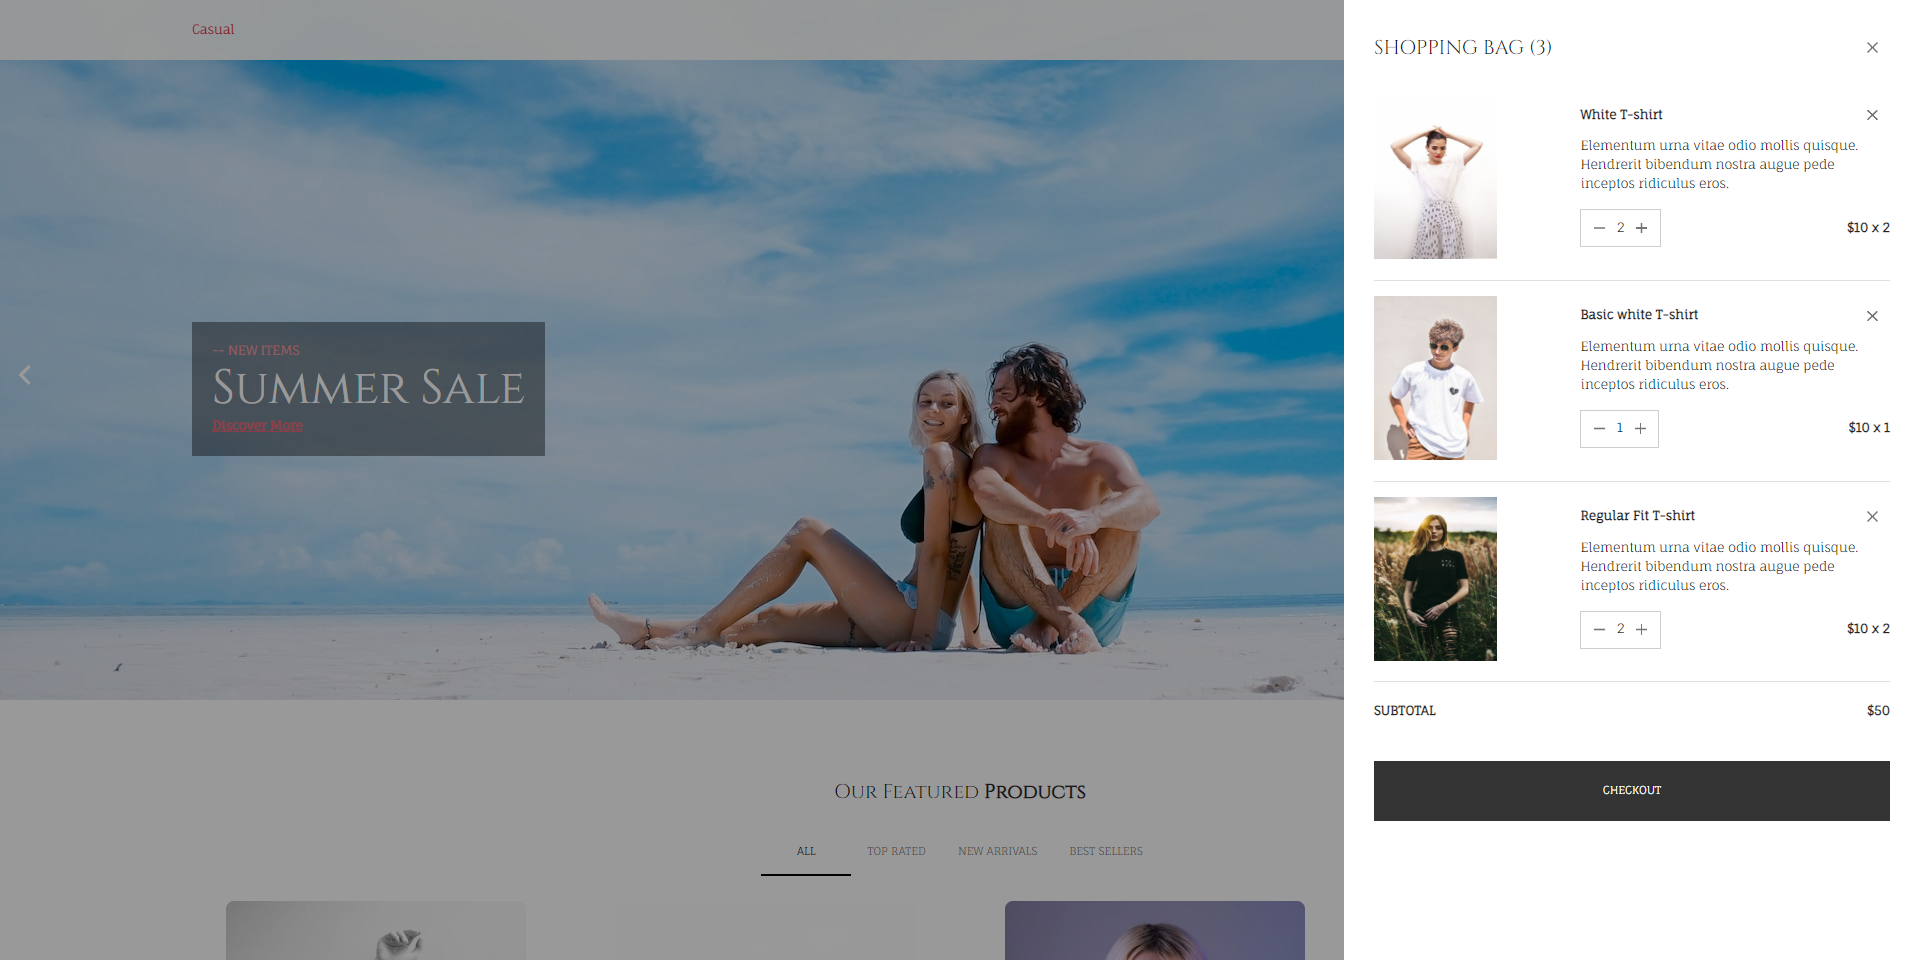 Casual
-- NEW ITEMS
SUMMER SALE
Discover More
OUR FEATURED PRODUCTS
ALL
TOP RATED
NEW ARRIVALS
BEST SELLERS
SHOPPING BAG (3)
White T-shirt
Elementum urna vitae odio mollis quisque.
Hendrerit bibendum nostra augue pede
inceptos ridiculus eros.
2
$10 x 2
Basic white T-shirt
Elementum urna vitae odio mollis quisque.
Hendrerit bibendum nostra augue pede
inceptos ridiculus eros.
1
$10 x 1
Regular Fit T-shirt
Elementum urna vitae odio mollis quisque.
Hendrerit bibendum nostra augue pede
inceptos ridiculus eros.
2
$10 x 2
SUBTOTAL
$50
CHECKOUT